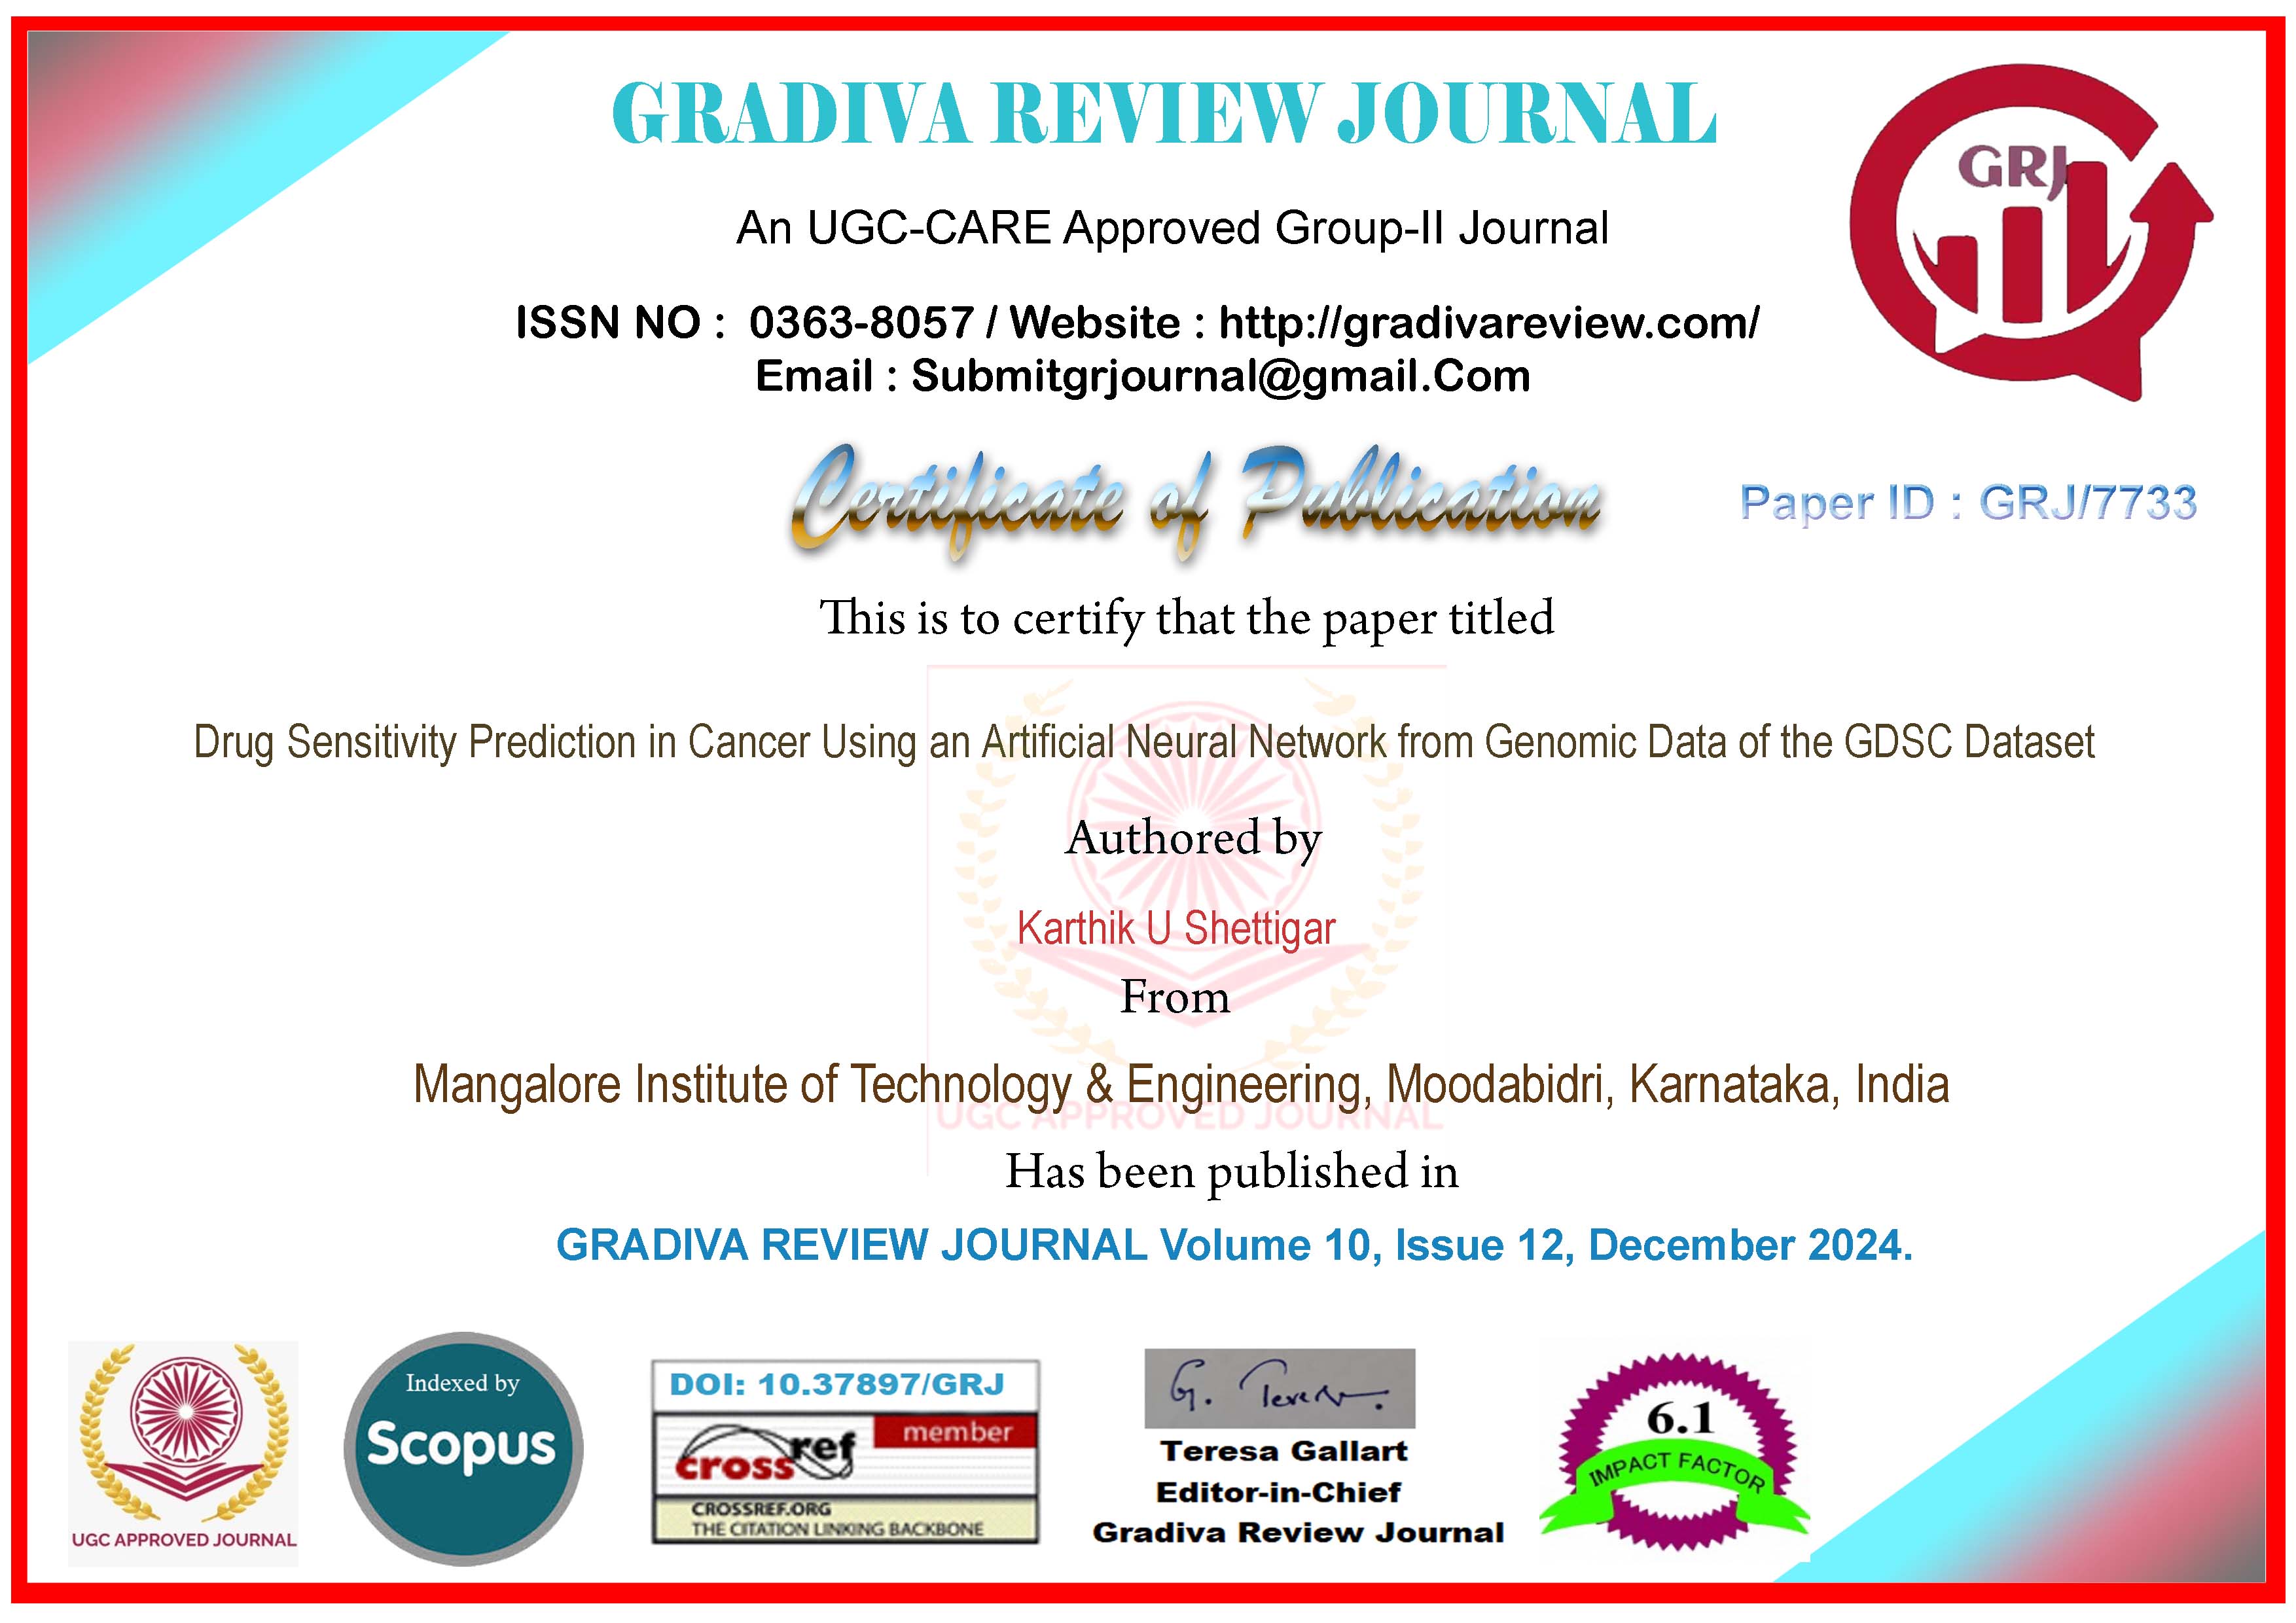 GRADIVA REVIEW JOURNAL
GRJ
An UGC-CARE Approved Group-II Journal
ISSN NO : 0363-8057 / Website : http://gradivareview.com/
Email : Submitgrjournal@gmail.Com
Certificate of Publication
Paper ID : GRJ/7733
This is to certify that the paper titled
Drug Sensitivity Prediction in Cancer Using an Artificial Neural Network from Genomic Data of the GDSC Dataset
Authored by
Karthik U Shettigar
From
Mangalore Institute of Technology & Engineering, Moodabidri, Karnataka, India
UGC APPROVED JOURNAL
Has been published in
GRADIVA REVIEW JOURNAL Volume 10, Issue 12, December 2024.
UGC APPROVED JOURNAL
Indexed by
Scopus
DOI: 10.37897/GRJ
member
crossref
CROSSREF.ORG
THE CITATION LINKING BACKBONE
Teresa Gallart
Editor-in-Chief
Gradiva Review Journal
6.1
IMPACT FACTOR